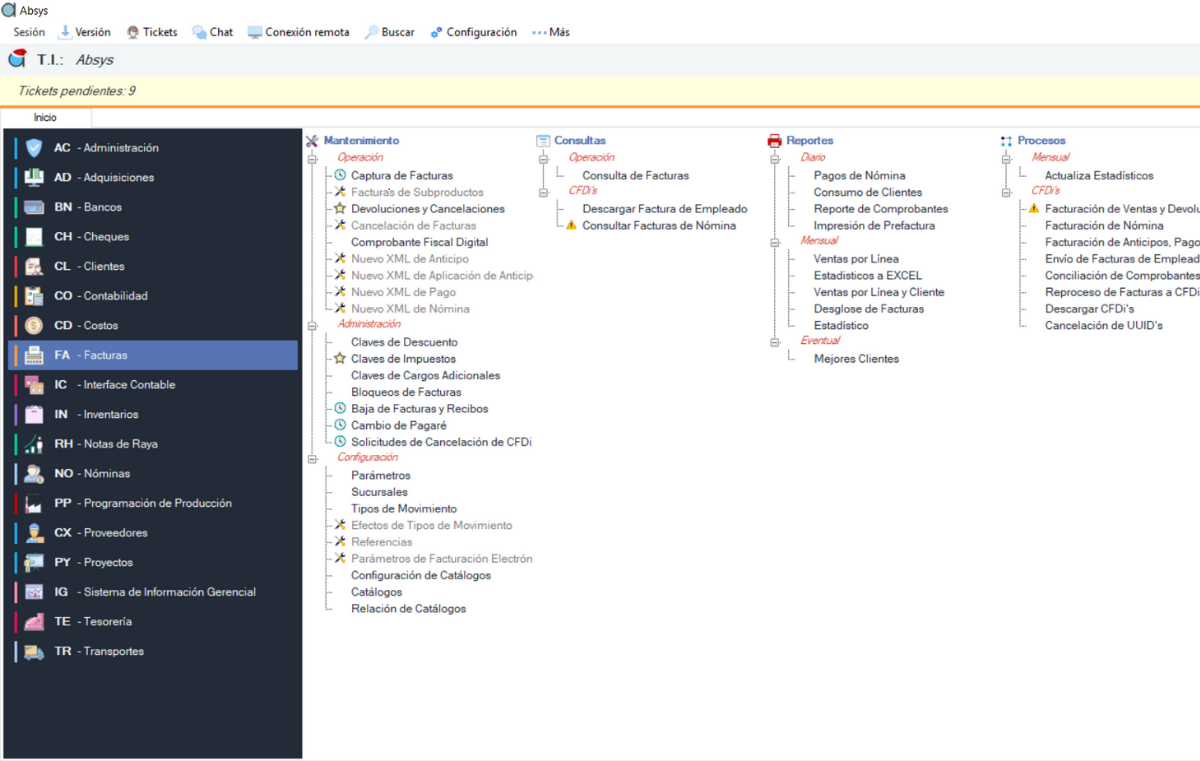 Absys
Sesión Versión Tickets Chat Conexión remota Buscar Configuración Más
T.I.: Absys
Tickets pendientes: 9
Inicio
AC - Administración
AD - Adquisiciones
BN - Bancos
CH - Cheques
CL - Clientes
CO - Contabilidad
CD - Costos
FA - Facturas
IC - Interface Contable
IN - Inventarios
RH - Notas de Raya
NO - Nóminas
PP - Programación de Producción
CX - Proveedores
PY - Proyectos
IG - Sistema de Información Gerencial
TE - Tesorería
TR - Transportes
Mantenimiento
Operación
Captura de Facturas
Facturas de Subproductos
Devoluciones y Cancelaciones
Cancelación de Facturas
Comprobante Fiscal Digital
Nuevo XML de Anticipo
Nuevo XML de Aplicación de Anticip
Nuevo XML de Pago
Nuevo XML de Nómina
Administración
Claves de Descuento
Claves de Impuestos
Claves de Cargos Adicionales
Bloqueos de Facturas
Baja de Facturas y Recibos
Cambio de Pagaré
Solicitudes de Cancelación de CFDi
Configuración
Parámetros
Sucursales
Tipos de Movimiento
Efectos de Tipos de Movimiento
Referencias
Parámetros de Facturación Electrón
Configuración de Catálogos
Catálogos
Relación de Catálogos
Consultas
Operación
Consulta de Facturas
CFDi's
Descargar Factura de Empleado
Consultar Facturas de Nómina
Reportes
Diario
Pagos de Nómina
Consumo de Clientes
Reporte de Comprobantes
Impresión de Prefactura
Mensual
Ventas por Línea
Estadisticos a EXCEL
Ventas por Línea y Cliente
Desglose de Facturas
Estadístico
Eventual
Mejores Clientes
Procesos
Mensual
Actualiza Estadísticos
CFDi's
Facturación de Ventas y Devolu
Facturación de Nómina
Facturación de Anticipos, Pago
Envío de Facturas de Emplead
Conciliación de Comprobantes
Reproceso de Facturas a CFDi
Descargar CFDi's
Cancelación de UUID's